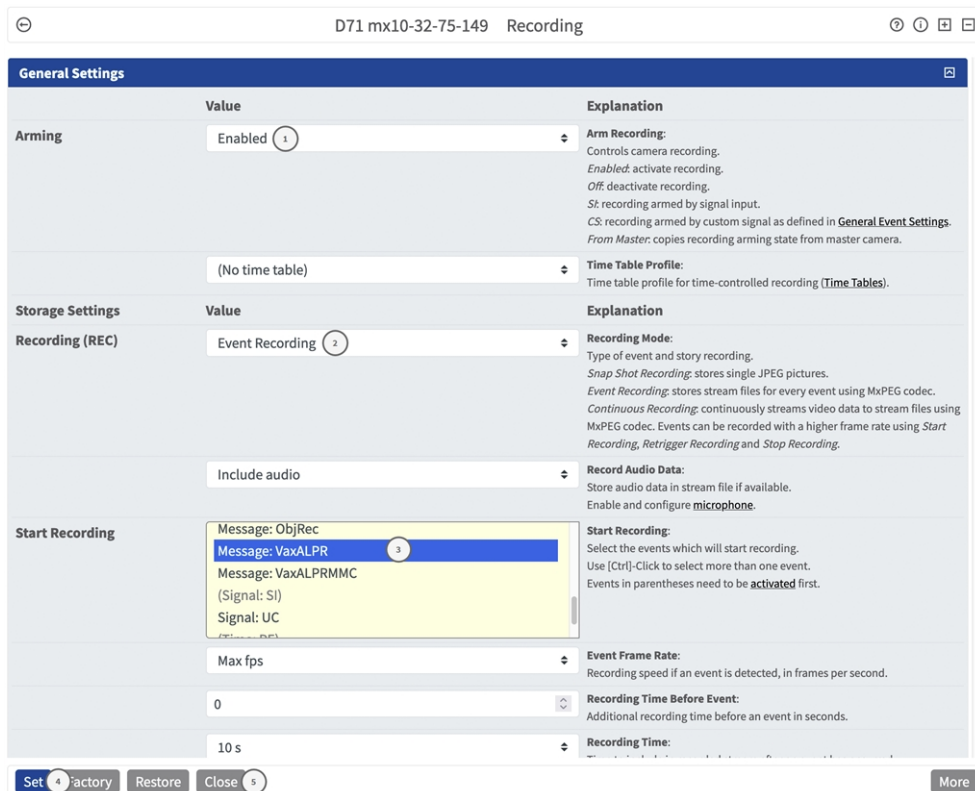 D71 mx10-32-75-149 Recording
General Settings
Value Explanation
Arming
Enabled 1
Arm Recording:
Controls camera recording.
Enabled: activate recording.
Off: deactivate recording.
SI: recording armed by signal input.
CS: recording armed by custom signal as defined in General Event Settings.
From Master: copies recording arming state from master camera.
(No time table)
Time Table Profile:
Time table profile for time-controlled recording (Time Tables).
Storage Settings Value Explanation
Recording (REC)
Event Recording 2
Recording Mode:
Type of event and story recording.
Snap Shot Recording: stores single JPEG pictures.
Event Recording: stores stream files for every event using MxPEG codec.
Continuous Recording: continuously streams video data to stream files using
MxPEG codec. Events can be recorded with a higher frame rate using Start
Recording, Retrigger Recording and Stop Recording.
Include audio
Record Audio Data:
Store audio data in stream file if available.
Enable and configure microphone.
Start Recording
Message: ObjRec
Message: VaxALPR 3
Message: VaxALPRMMC
(Signal: SI)
Signal: UC
Start Recording:
Select the events which will start recording.
Use [Ctrl]-Click to select more than one event.
Events in parentheses need to be activated first.
Max fps
Event Frame Rate:
Recording speed if an event is detected, in frames per second.
0
Recording Time Before Event:
Additional recording time before an event in seconds.
10 s
Recording Time:
Set 4 Factory Restore Close 5 More